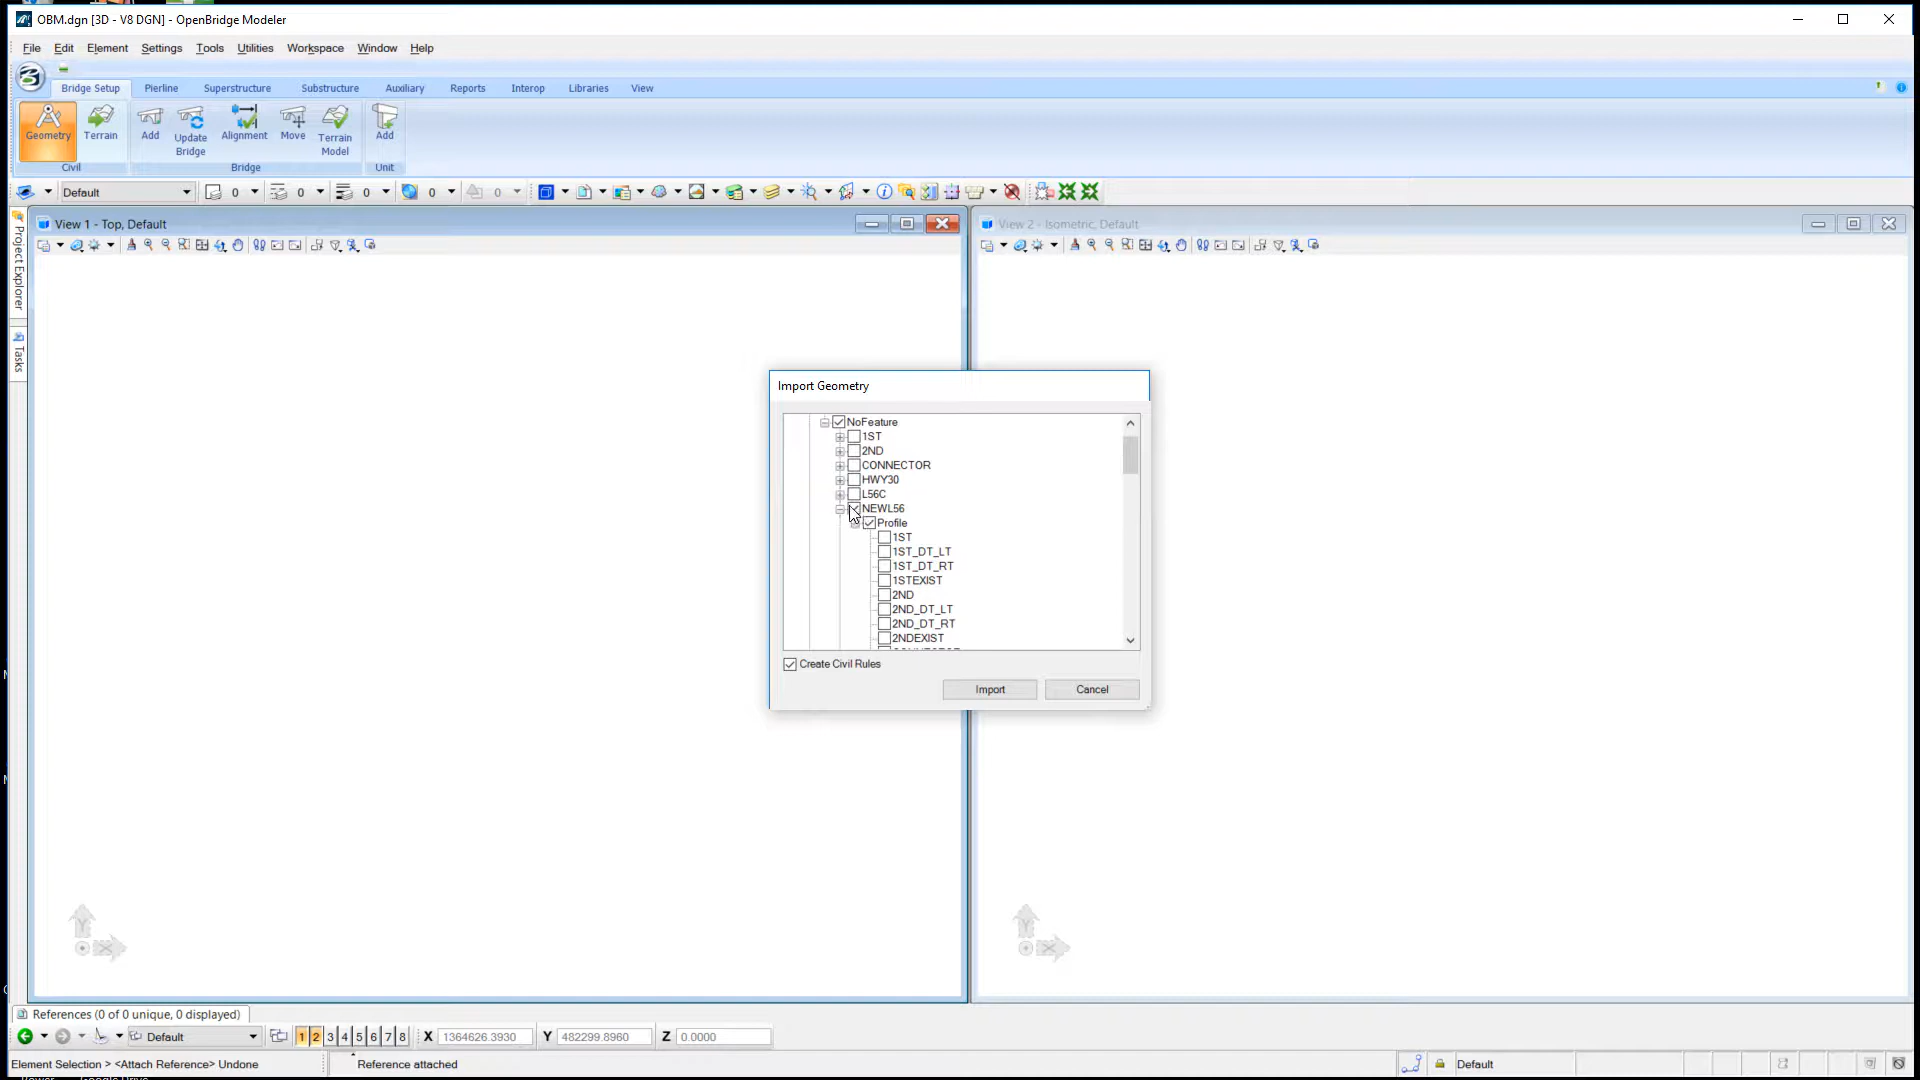 OBM.dgn [3D - V8 DGN] - OpenBridge Modeler
File Edit Element Settings Tools Utilities Workspace Window Help
Bridge Setup Pierline Superstructure Substructure Auxiliary Reports Interop Libraries View
Geometry Terrain Add Update Bridge Alignment Move Terrain Model Add
Civil Bridge Unit
Default 0 0 0 0 0
View 1 - Top, Default
View 2 - Isometric, Default
Project Explorer
Tasks
Import Geometry
NoFeature
1ST
2ND
CONNECTOR
HWY30
L56C
NEWL56
Profile
1ST
1ST_DT_LT
1ST_DT_RT
1STEXIST
2ND
2ND_DT_LT
2ND_DT_RT
2NDEXIST
Create Civil Rules
Import Cancel
Y X
Y X
References (0 of 0 unique, 0 displayed)
Default 1 2 3 4 5 6 7 8 X 1364626.3930 Y 482299.8960 Z 0.0000
Element Selection > <Attach Reference> Undone Reference attached Default